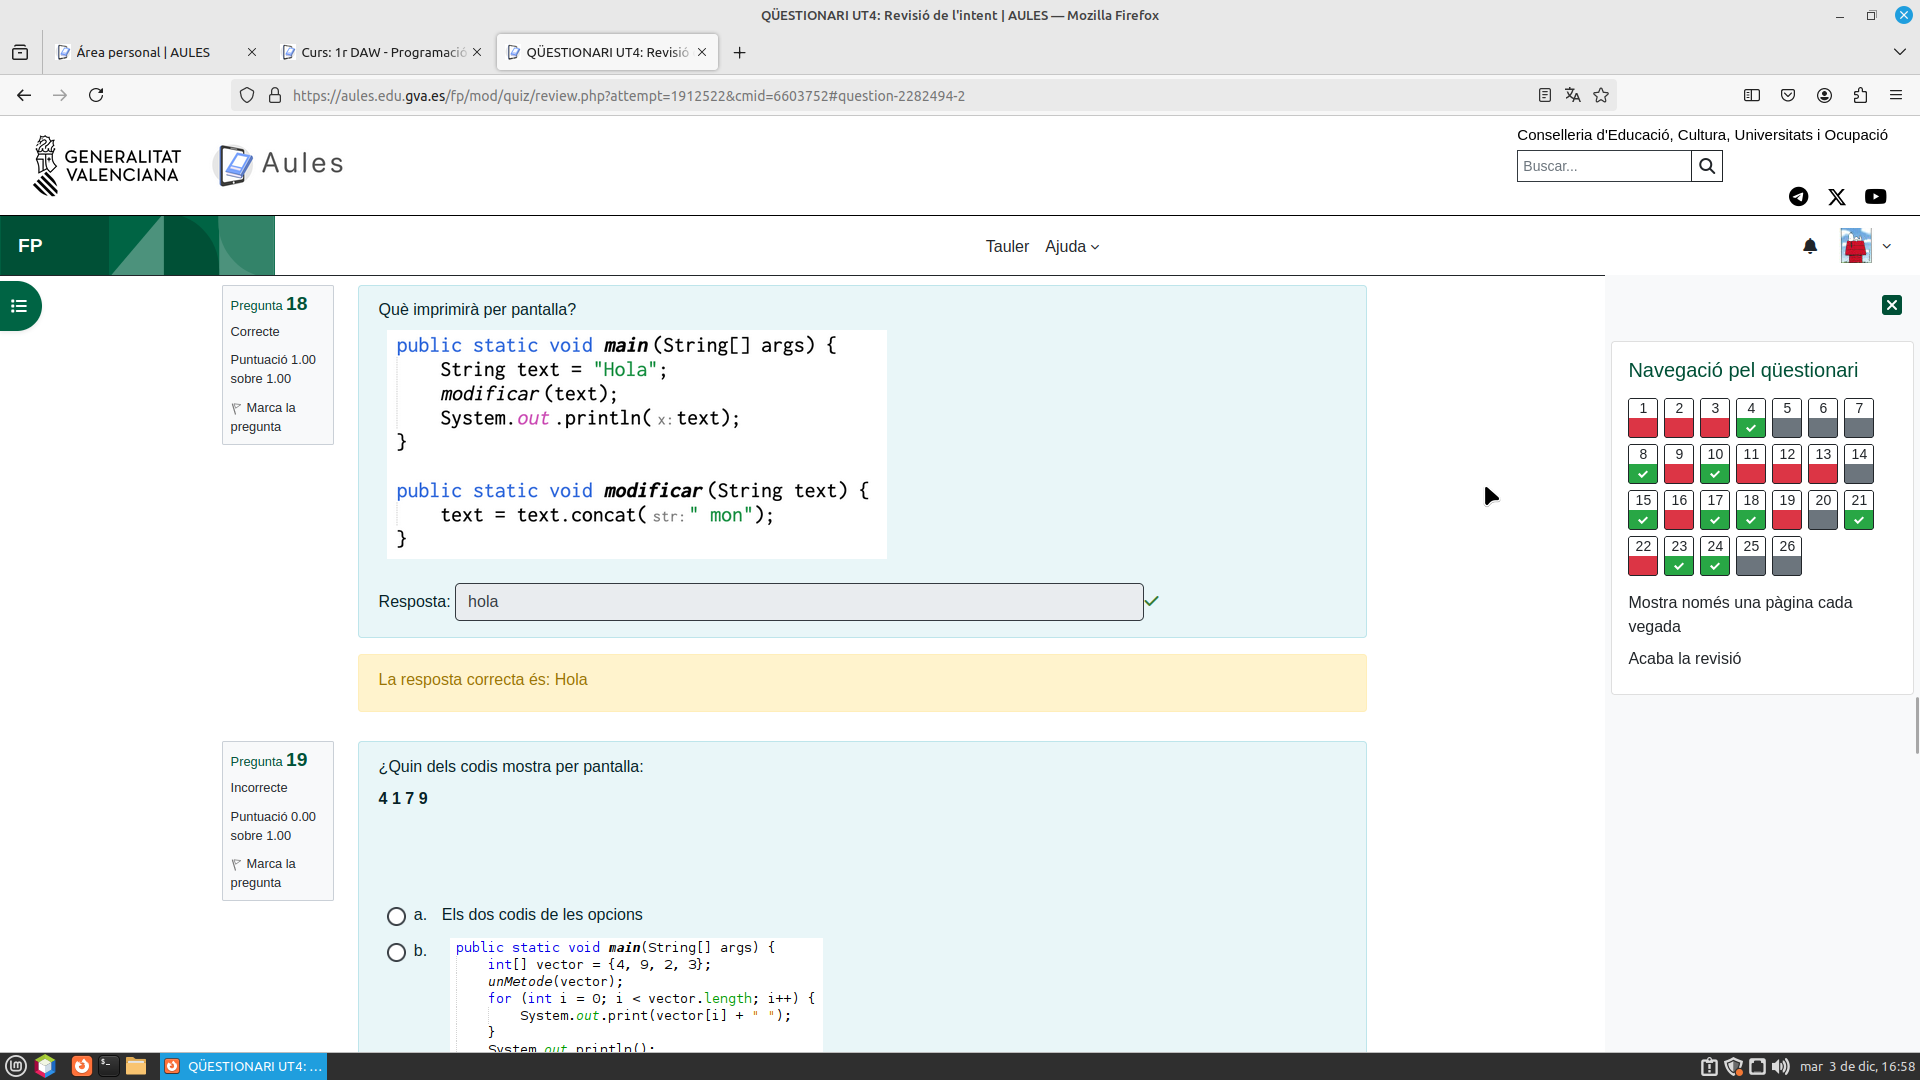 QÜESTIONARI UT4: Revisió de l'intent | AULES — Mozilla Firefox
Área personal | AULES
Curs: 1r DAW - Programació
QÜESTIONARI UT4: Revisió
https://aules.edu.gva.es/fp/mod/quiz/review.php?attempt=1912522&cmid=6603752#question-2282494-2
GENERALITAT
VALENCIANA
Aules
Conselleria d'Educació, Cultura, Universitats i Ocupació
Buscar...
FP
Tauler
Ajuda
Pregunta 18
Correcte
Puntuació 1.00
sobre 1.00
Marca la
pregunta
Què imprimirà per pantalla?
public static void main(String[] args) {
String text = "Hola";
modificar(text);
System.out.println( x: text);
}
public static void modificar(String text) {
text = text.concat( str: " mon");
}
Resposta: hola
La resposta correcta és: Hola
Pregunta 19
Incorrecte
Puntuació 0.00
sobre 1.00
Marca la
pregunta
¿Quin dels codis mostra per pantalla:
4 1 7 9
a. Els dos codis de les opcions
b.
public static void main(String[] args) {
int[] vector = {4, 9, 2, 3};
unMetode(vector);
for (int i = 0; i < vector.length; i++) {
System.out.print(vector[i] + " ");
}
System.out.println();
Navegació pel qüestionari
1 2 3 4 5 6 7
8 9 10 11 12 13 14
15 16 17 18 19 20 21
22 23 24 25 26
Mostra només una pàgina cada
vegada
Acaba la revisió
QÜESTIONARI UT4: ...
mar 3 de dic, 16:58